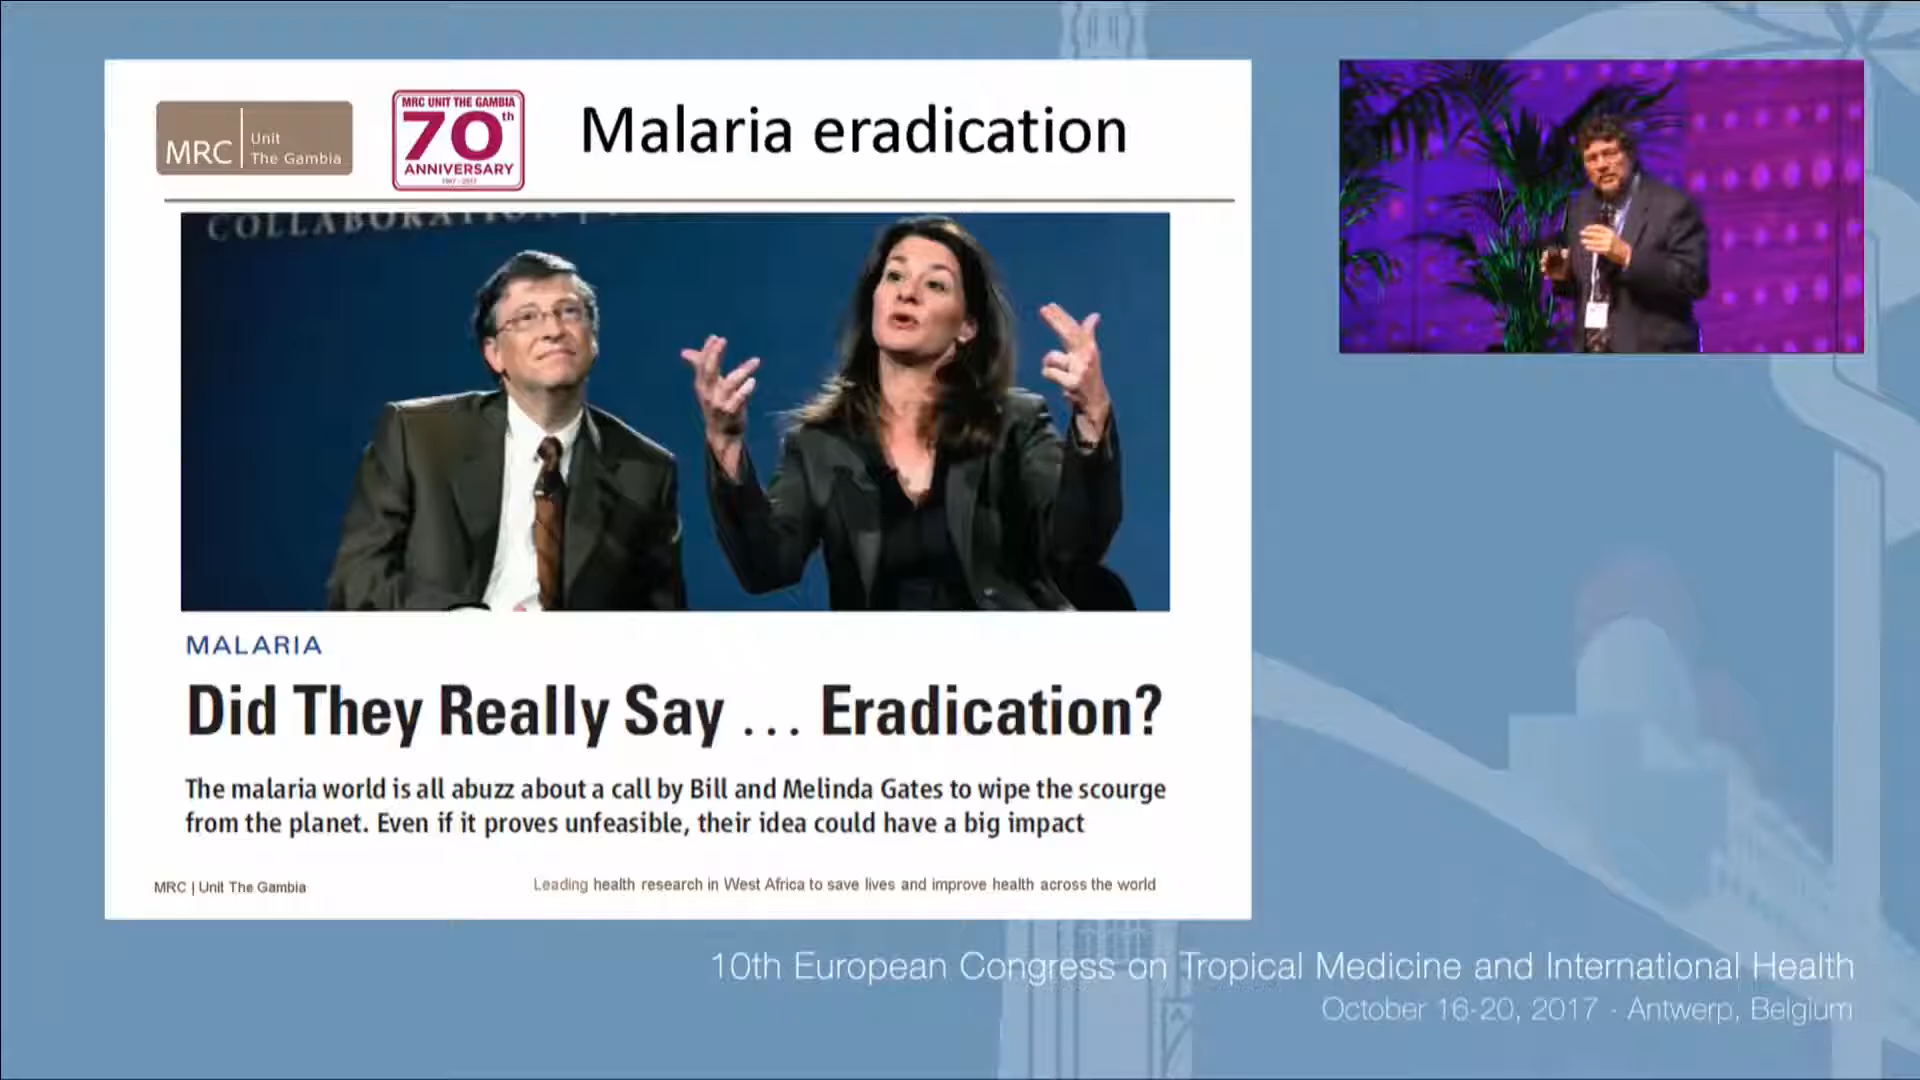 MRC
Unit
The Gambia
MRC UNIT THE GAMBIA
70th
ANNIVERSARY
1947 - 2017
Malaria eradication
COLLABORATION
MALARIA
Did They Really Say ... Eradication?
The malaria world is all abuzz about a call by Bill and Melinda Gates to wipe the scourge
from the planet. Even if it proves unfeasible, their idea could have a big impact
MRC | Unit The Gambia
Leading health research in West Africa to save lives and improve health across the world
10th European Congress on Tropical Medicine and International Health
October 16-20, 2017 - Antwerp, Belgium